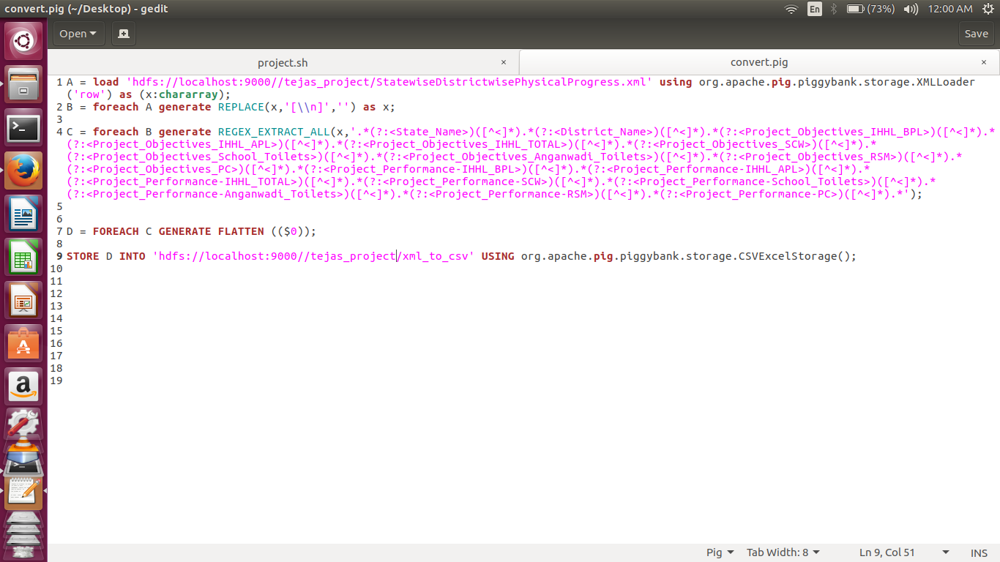 convert.pig (~/Desktop) - gedit
En
(73%)
12:00 AM
Open
Save
project.sh ×
convert.pig ×
1 A = load 'hdfs://localhost:9000//tejas_project/StatewiseDistrictwisePhysicalProgress.xml' using org.apache.pig.piggybank.storage.XMLLoader
('row') as (x:chararray);
2 B = foreach A generate REPLACE(x,'[\\n]','') as x;
3
4 C = foreach B generate REGEX_EXTRACT_ALL(x,'.*(?:<State_Name>)([^<]*).*(?:<District_Name>)([^<]*).*(?:<Project_Objectives_IHHL_BPL>)([^<]*).*
(?:<Project_Objectives_IHHL_APL>)([^<]*).*(?:<Project_Objectives_IHHL_TOTAL>)([^<]*).*(?:<Project_Objectives_SCW>)([^<]*).*
(?:<Project_Objectives_School_Toilets>)([^<]*).*(?:<Project_Objectives_Anganwadi_Toilets>)([^<]*).*(?:<Project_Objectives_RSM>)([^<]*).*
(?:<Project_Objectives_PC>)([^<]*).*(?:<Project_Performance-IHHL_BPL>)([^<]*).*(?:<Project_Performance-IHHL_APL>)([^<]*).*
(?:<Project_Performance-IHHL_TOTAL>)([^<]*).*(?:<Project_Performance-SCW>)([^<]*).*(?:<Project_Performance-School_Toilets>)([^<]*).*
(?:<Project_Performance-Anganwadi_Toilets>)([^<]*).*(?:<Project_Performance-RSM>)([^<]*).*(?:<Project_Performance-PC>)([^<]*).*');
5
6
7 D = FOREACH C GENERATE FLATTEN (($0));
8
9 STORE D INTO 'hdfs://localhost:9000//tejas_project/xml_to_csv' USING org.apache.pig.piggybank.storage.CSVExcelStorage();
10
11
12
13
14
15
16
17
18
19
Pig
Tab Width: 8
Ln 9, Col 51
INS